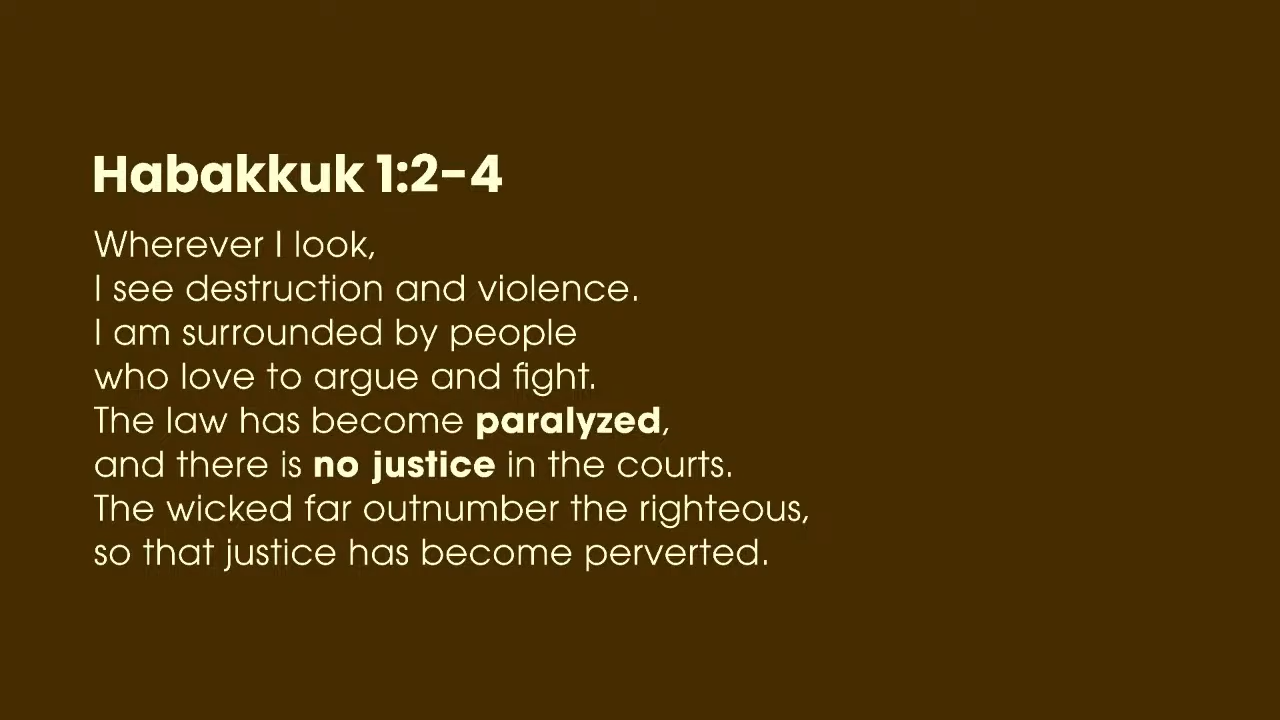 Habakkuk 1:2–4
Wherever I look,
I see destruction and violence.
I am surrounded by people
who love to argue and fight.
The law has become paralyzed,
and there is no justice in the courts.
The wicked far outnumber the righteous,
so that justice has become perverted.